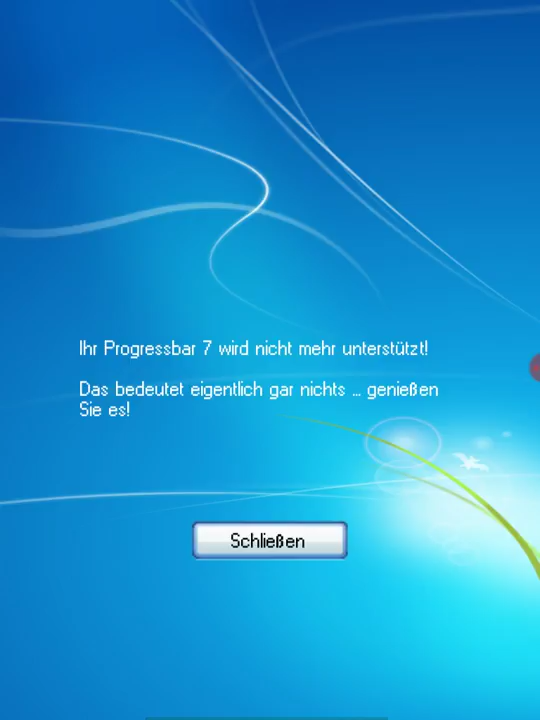 Ihr Progressbar 7 wird nicht mehr unterstützt!
Das bedeutet eigentlich gar nichts ... genießen
Sie es!
Schließen